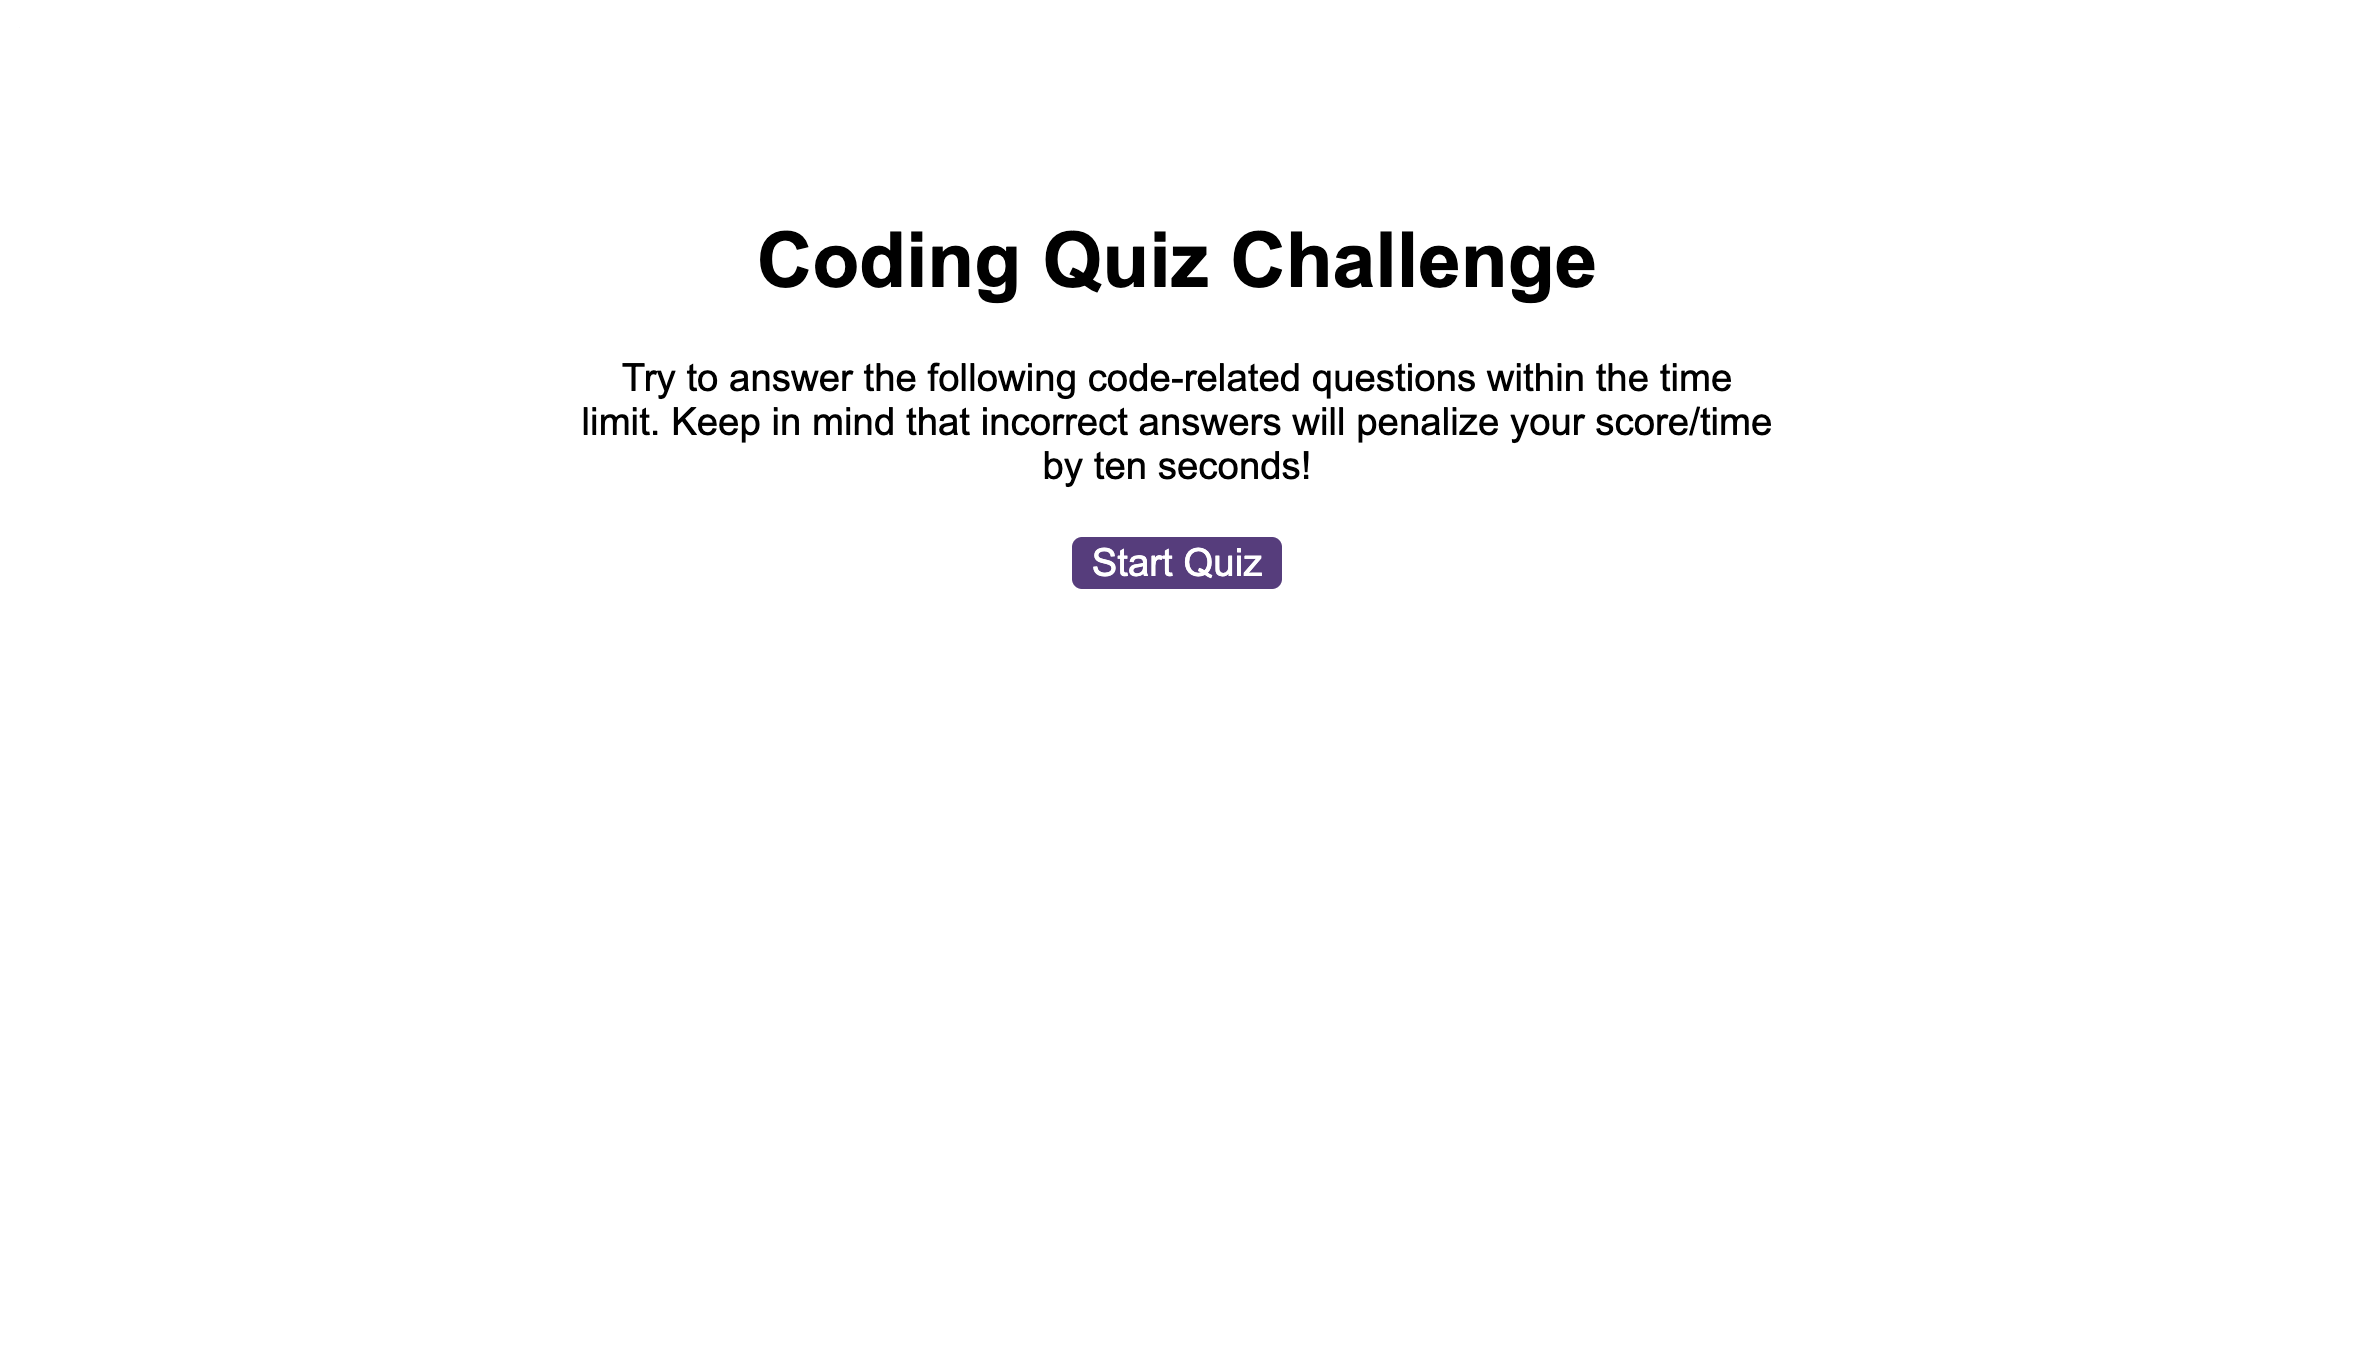 Coding Quiz Challenge
Try to answer the following code-related questions within the time
limit. Keep in mind that incorrect answers will penalize your score/time
by ten seconds!
Start Quiz